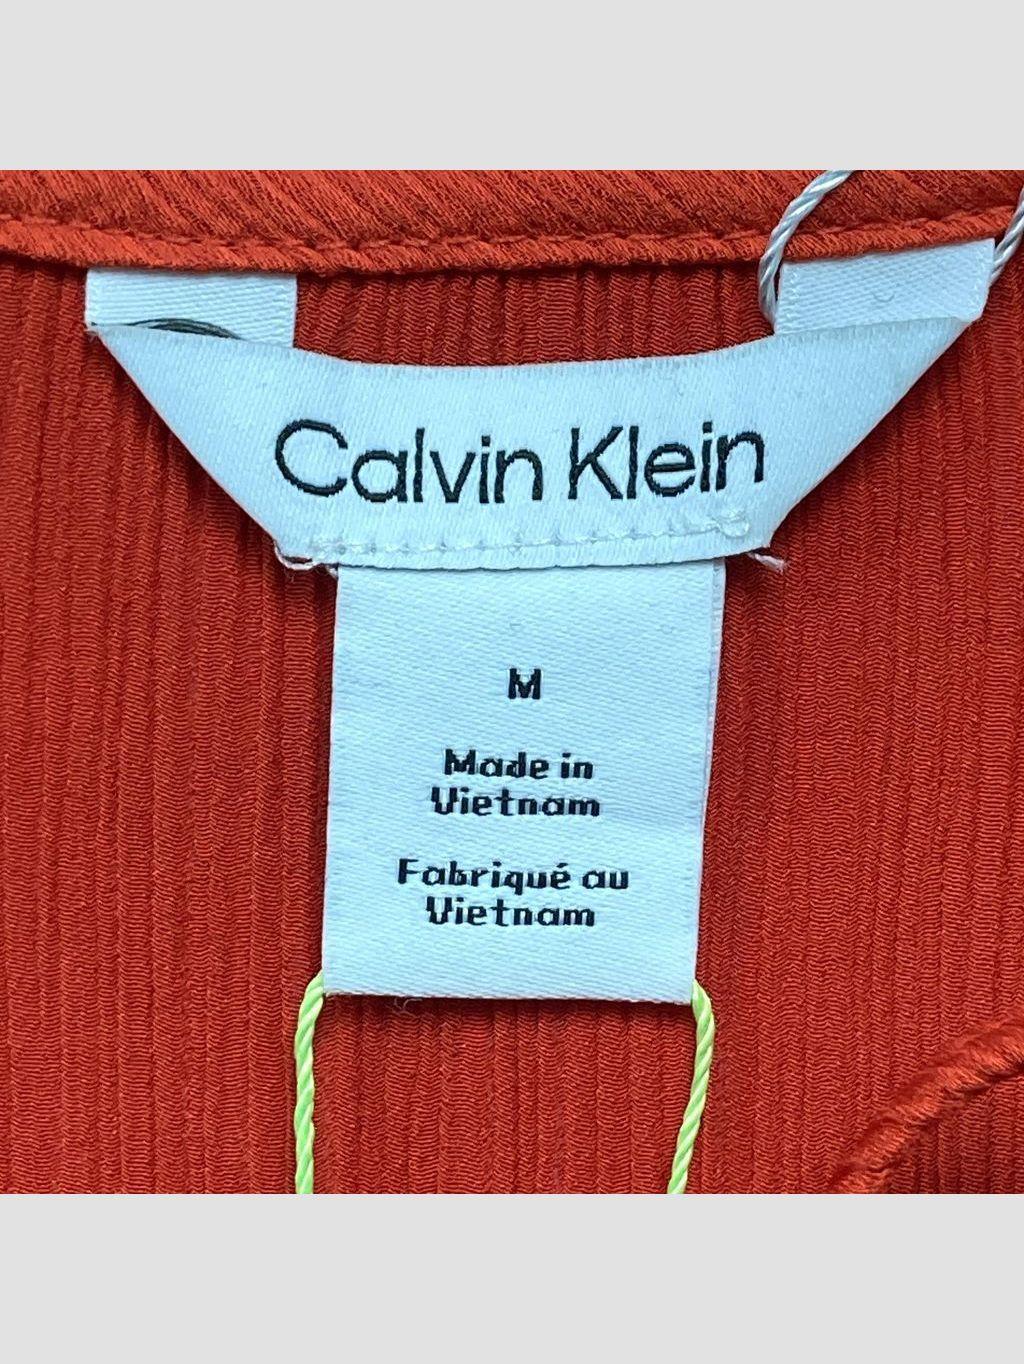 Calvin Klein
M
Made in
Vietnam
Fabriqué au
Vietnam